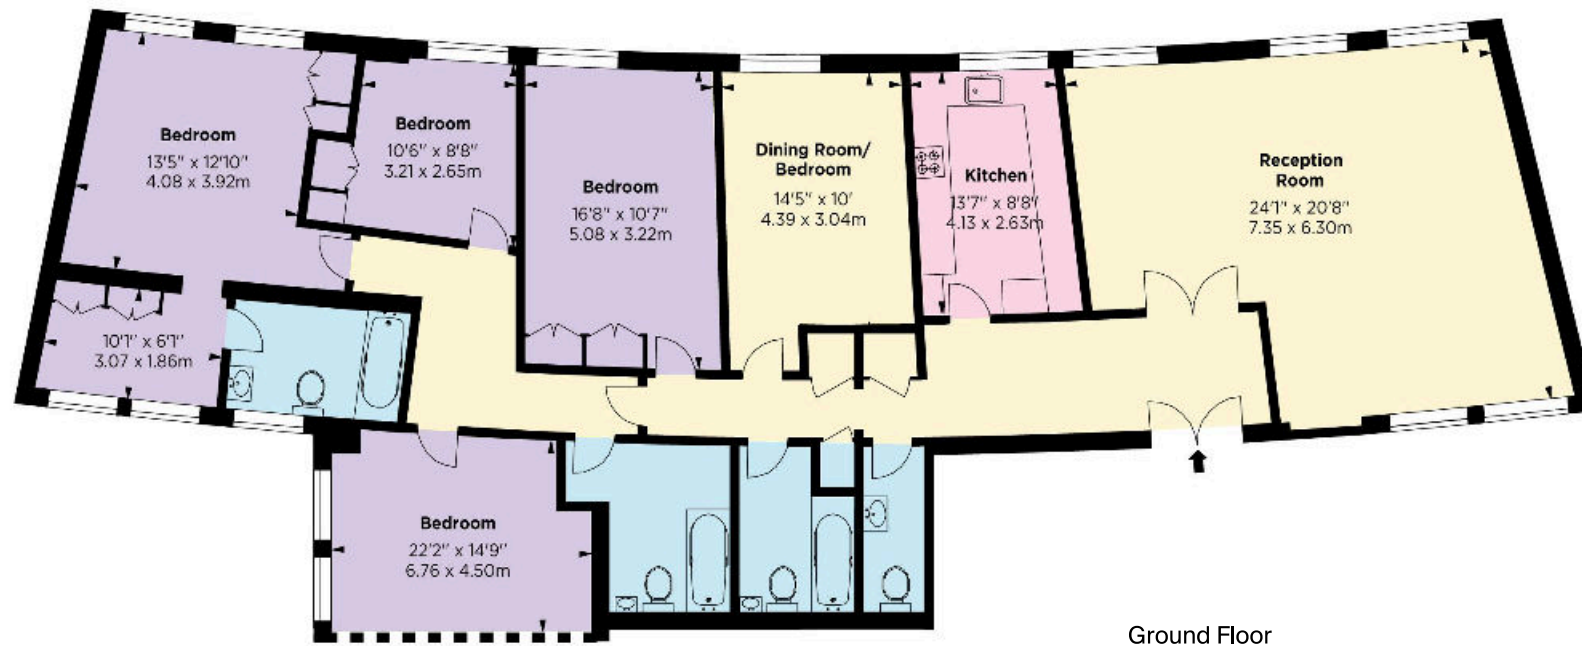 Bedroom
13'5" x 12'10"
4.08 x 3.92m
Bedroom
10'6" x 8'8"
3.21 x 2.65m
Bedroom
16'8" x 10'7"
5.08 x 3.22m
Dining Room/
Bedroom
14'5" x 10'
4.39 x 3.04m
Kitchen
13'7" x 8'8"
4.13 x 2.63m
Reception
Room
24'1" x 20'8"
7.35 x 6.30m
10'1" x 6'1"
3.07 x 1.86m
Bedroom
22'2" x 14'9"
6.76 x 4.50m
Ground Floor